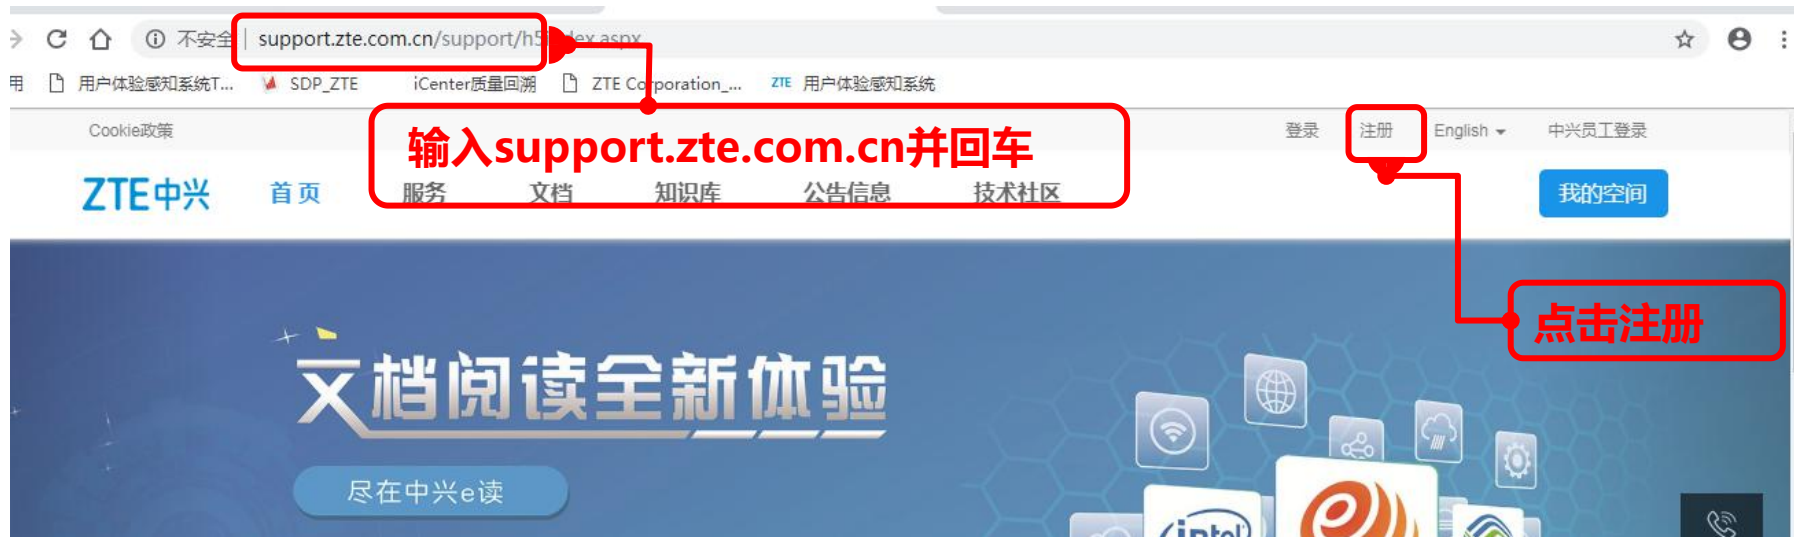 不安全 support.zte.com.cn/support/h5
用 用户体验感知系统T... SDP_ZTE iCenter质量回溯 ZTE Corporation_... ZTE 用户体验感知系统
Cookie政策 登录 注册 English 中兴员工登录
输入support.zte.com.cn并回车
ZTE中兴 首页 服务 文档 知识库 公告信息 技术社区 我的空间
点击注册
文档阅读全新体验
尽在中兴e读
intel